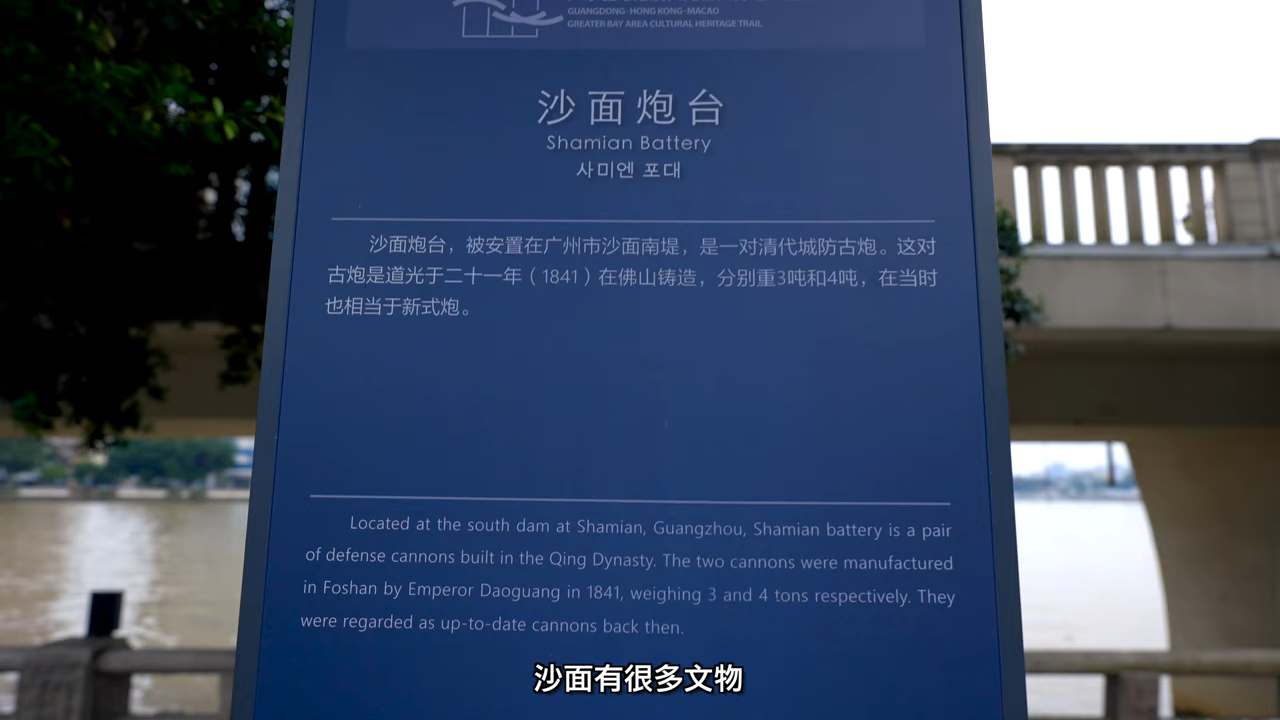 GUANGDONG-HONG KONG-MACAO
GREATER BAY AREA CULTURAL HERITAGE TRAIL
沙面炮台
Shamian Battery
사미엔 포대
沙面炮台，被安置在广州市沙面南堤，是一对清代城防古炮。这对
古炮是道光于二十一年（1841）在佛山铸造，分别重3吨和4吨，在当时
也相当于新式炮。
Located at the south dam at Shamian, Guangzhou, Shamian battery is a pair
of defense cannons built in the Qing Dynasty. The two cannons were manufactured
in Foshan by Emperor Daoguang in 1841, weighing 3 and 4 tons respectively. They
were regarded as up-to-date cannons back then.
沙面有很多文物